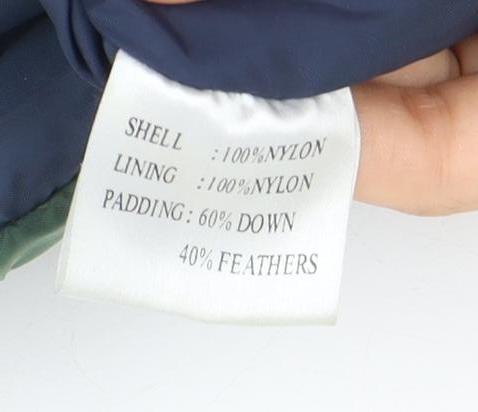 SHELL :100%NYLON
LINING :100%NYLON
PADDING: 60% DOWN
40% FEATHERS